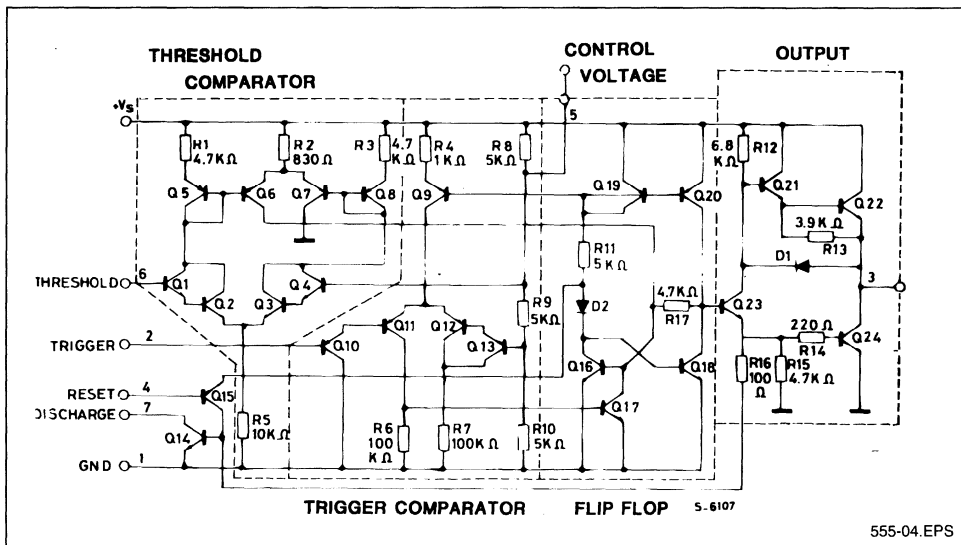 THRESHOLD
COMPARATOR
CONTROL
VOLTAGE
OUTPUT
+Vs
5
R1
4.7KΩ
R2
830Ω
R3
4.7
KΩ
R4
1KΩ
R8
5KΩ
6.8
KΩ
R12
Q5
Q6
Q7
Q8
Q9
Q19
Q20
Q21
Q22
3.9KΩ
R13
R11
5KΩ
D1
3
THRESHOLD
6
Q1
Q2
Q3
Q4
R9
5KΩ
D2
4.7KΩ
R17
Q23
TRIGGER
2
Q10
Q11
Q12
Q13
Q16
Q18
220Ω
R14
Q24
R16
100
Ω
R15
4.7KΩ
RESET
4
Q15
Q17
DISCHARGE
7
Q14
R5
10KΩ
R6
100
KΩ
R7
100KΩ
R10
5KΩ
GND
1
TRIGGER COMPARATOR
FLIP FLOP
S-6107
555-04.EPS